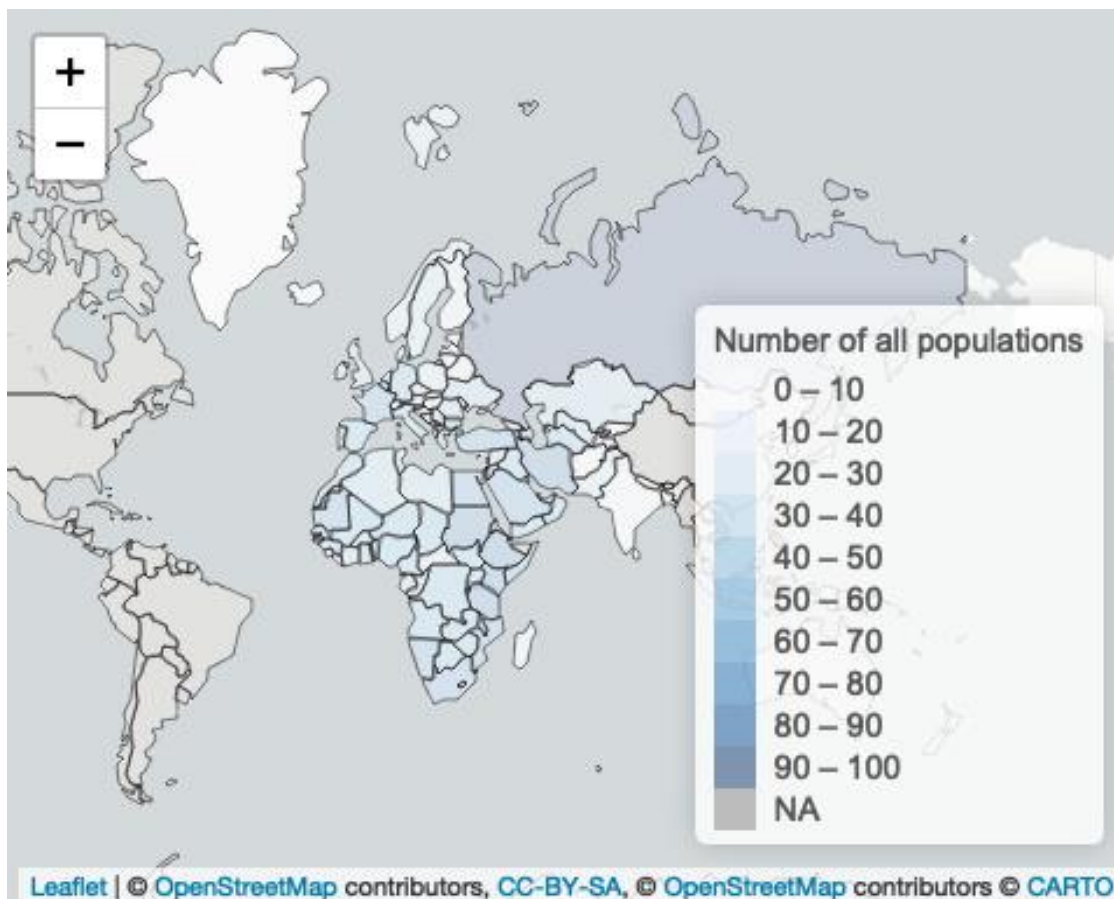 +
−
Number of all populations
0 – 10
10 – 20
20 – 30
30 – 40
40 – 50
50 – 60
60 – 70
70 – 80
80 – 90
90 – 100
NA
Leaflet | © OpenStreetMap contributors, CC-BY-SA, © OpenStreetMap contributors © CARTO